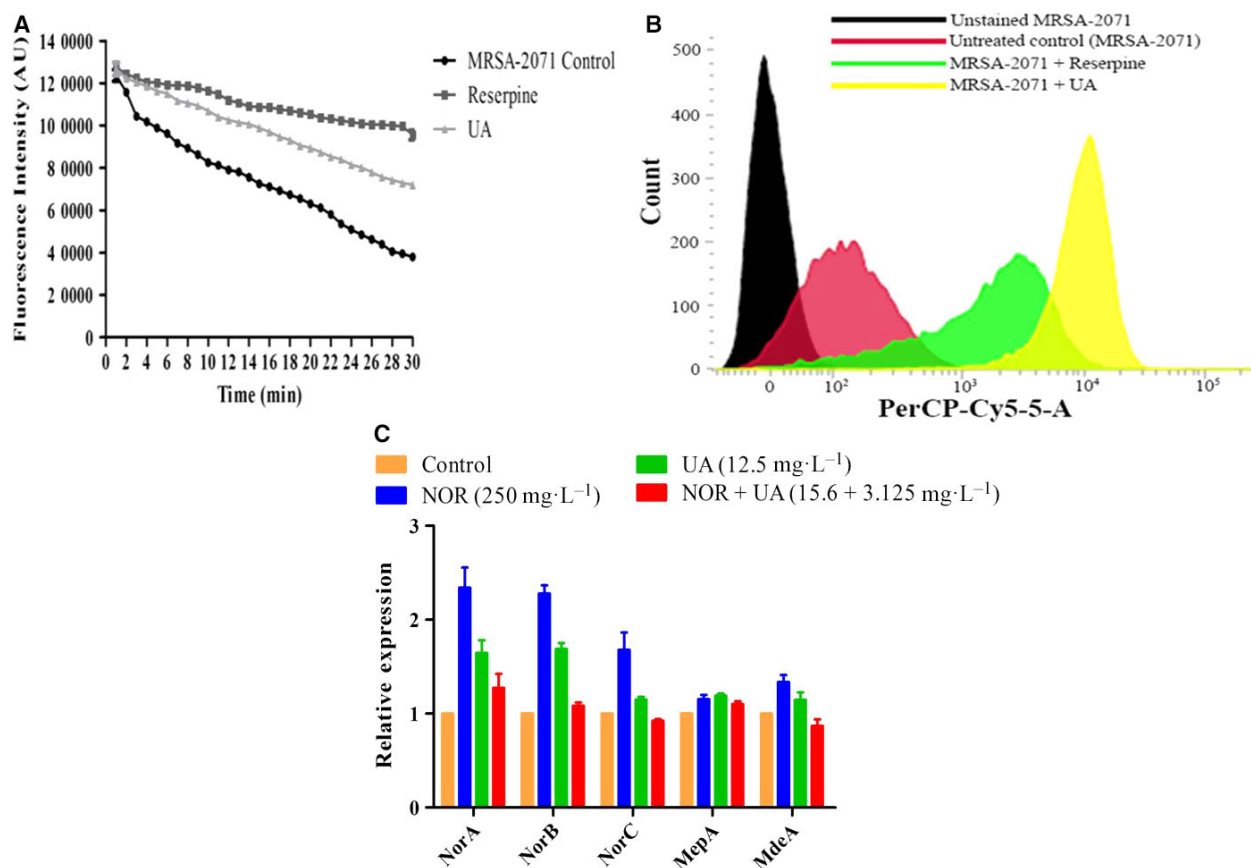 A
Fluorescence Intensity (AU)
14 0000
12 0000
10 0000
8 0000
6 0000
4 0000
2 0000
0
0 2 4 6 8 10 12 14 16 18 20 22 24 26 28 30
Time (min)
MRSA-2071 Control
Reserpine
UA
B
Unstained MRSA-2071
Untreated control (MRSA-2071)
MRSA-2071 + Reserpine
MRSA-2071 + UA
Count
500
400
300
200
100
0
0 10² 10³ 10⁴ 10⁵
PerCP-Cy5-5-A
C
Control
NOR (250 mg·L⁻¹)
UA (12.5 mg·L⁻¹)
NOR + UA (15.6 + 3.125 mg·L⁻¹)
Relative expression
3
2
1
0
NorA NorB NorC MepA MdeA